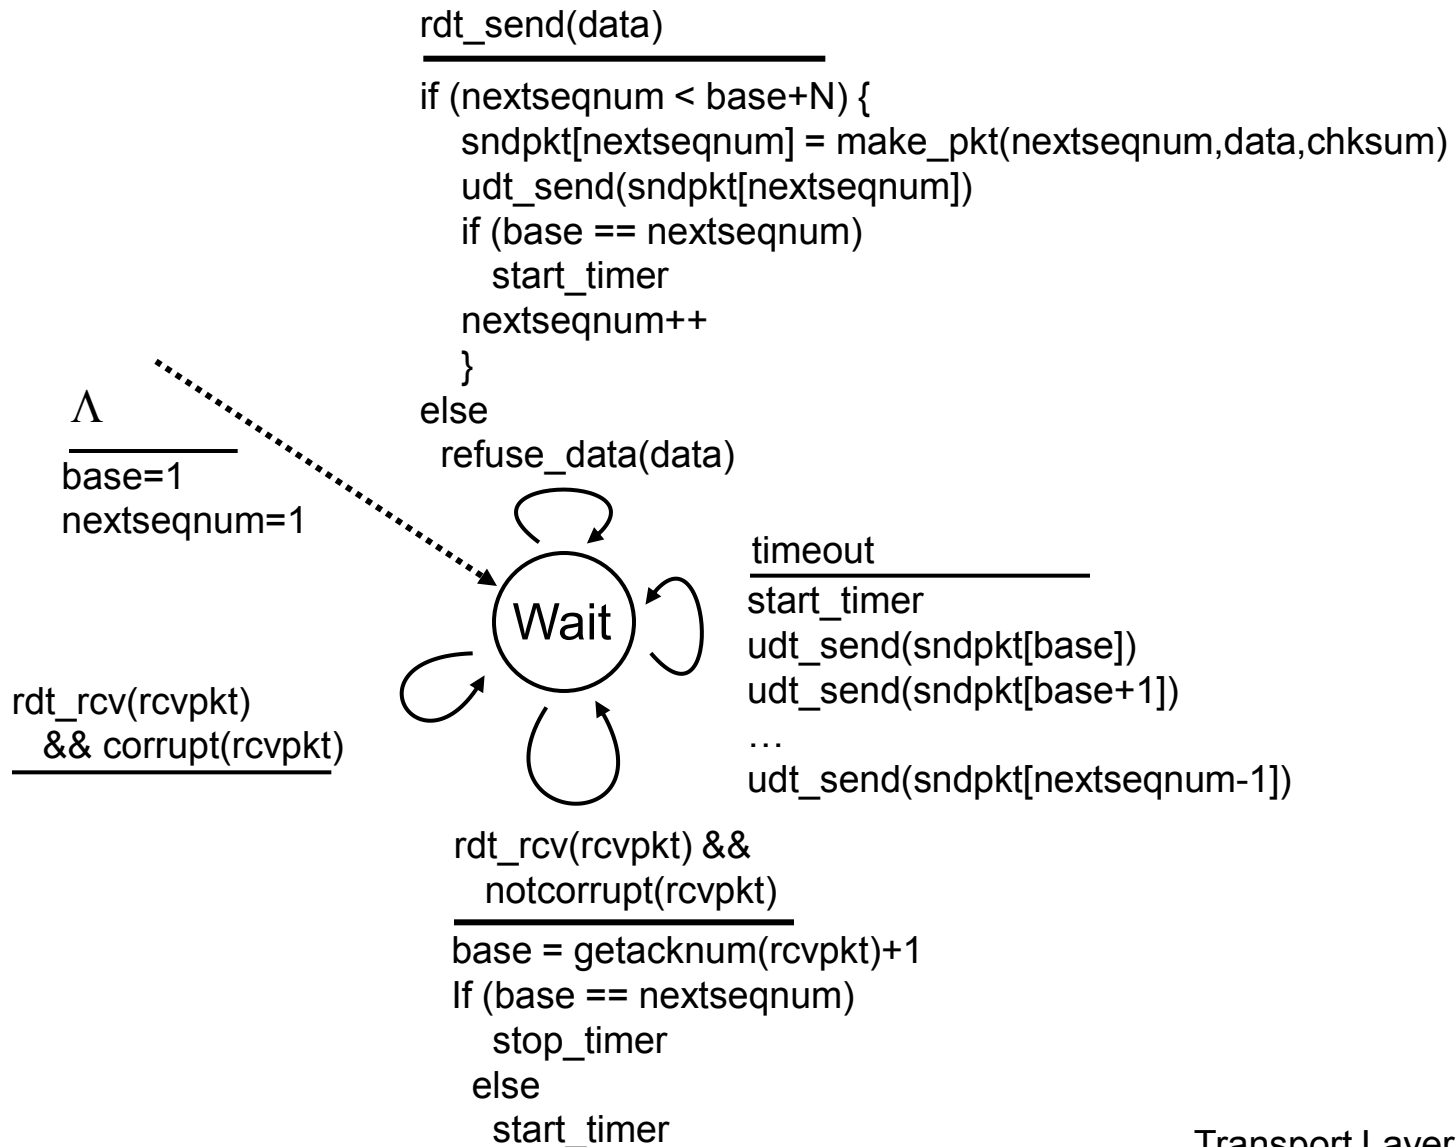 rdt_send(data)
if (nextseqnum < base+N) {
sndpkt[nextseqnum] = make_pkt(nextseqnum,data,chksum)
udt_send(sndpkt[nextseqnum])
if (base == nextseqnum)
start_timer
nextseqnum++
}
else
refuse_data(data)
Λ
base=1
nextseqnum=1
Wait
timeout
start_timer
udt_send(sndpkt[base])
udt_send(sndpkt[base+1])
…
udt_send(sndpkt[nextseqnum-1])
rdt_rcv(rcvpkt)
&& corrupt(rcvpkt)
rdt_rcv(rcvpkt) &&
notcorrupt(rcvpkt)
base = getacknum(rcvpkt)+1
If (base == nextseqnum)
stop_timer
else
start_timer
Transport Layer